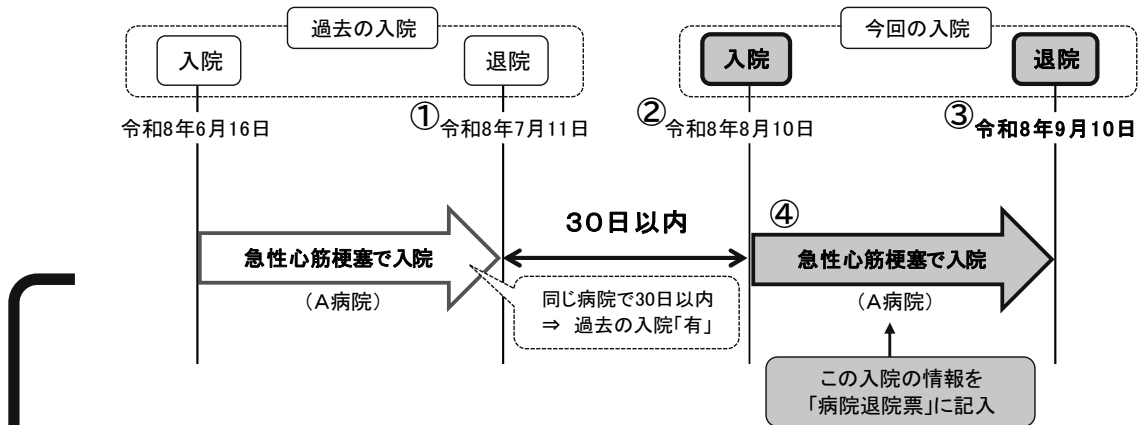 過去の入院
今回の入院
入院
退院
入院
退院
令和8年6月16日
①令和8年7月11日
②令和8年8月10日
③令和8年9月10日
30日以内
④
急性心筋梗塞で入院
急性心筋梗塞で入院
(A病院)
(A病院)
同じ病院で30日以内
⇒ 過去の入院「有」
この入院の情報を
「病院退院票」に記入